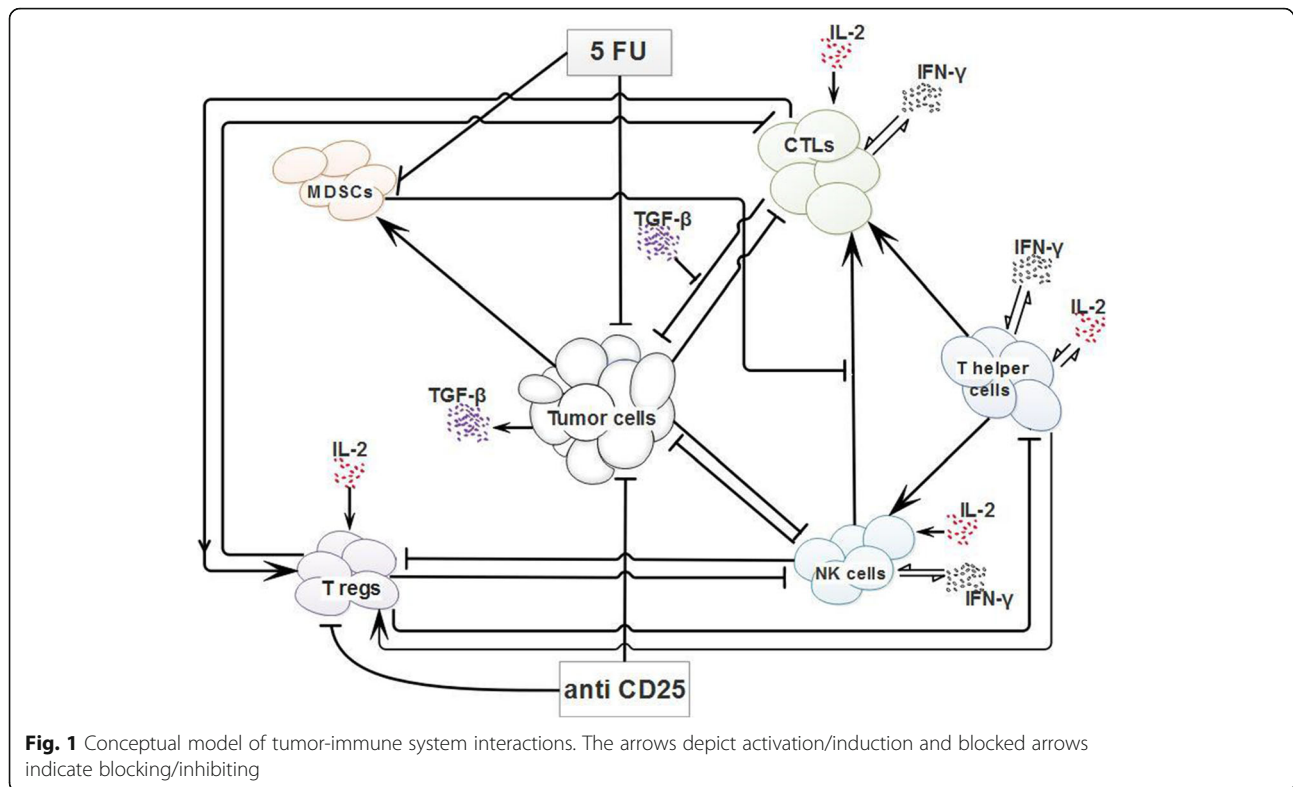 5 FU
IL-2
IFN-γ
CTLs
MDSCs
TGF-β
IFN-γ
IL-2
T helper
cells
TGF-β
Tumor cells
IL-2
IL-2
T regs
NK cells
IFN-γ
anti CD25
Fig. 1 Conceptual model of tumor-immune system interactions. The arrows depict activation/induction and blocked arrows
indicate blocking/inhibiting